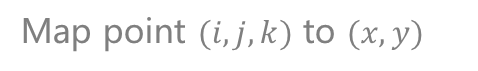 Map point (i, j, k) to (x, y)